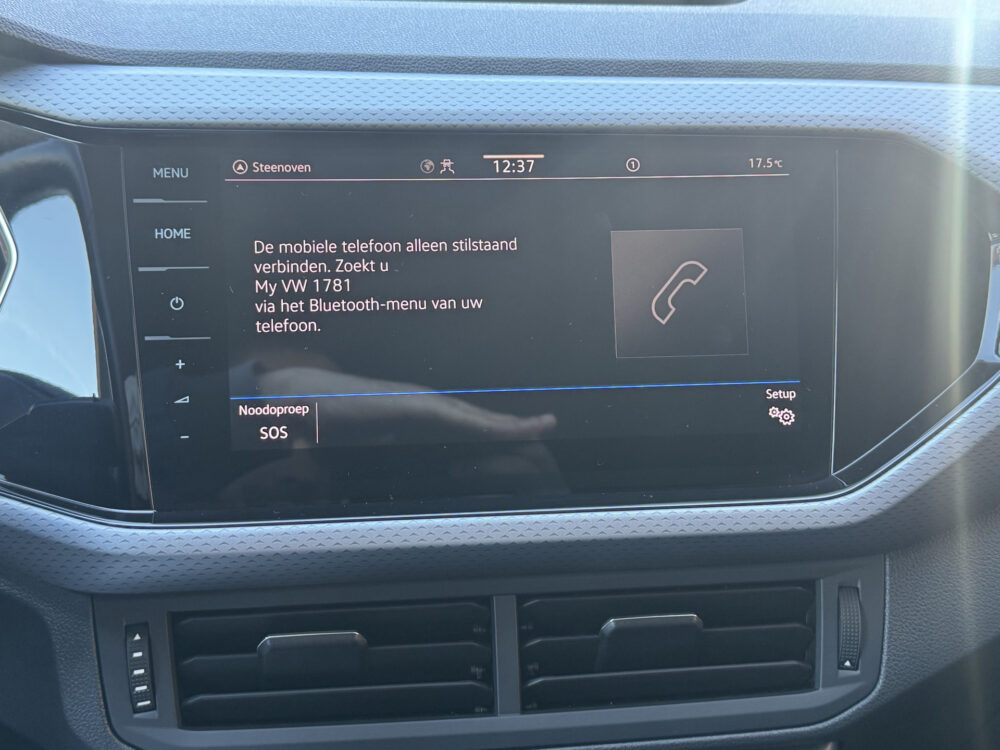 MENU
Steenoven
12:37
1
17.5°C
HOME
De mobiele telefoon alleen stilstaand
verbinden. Zoekt u
My VW 1781
via het Bluetooth-menu van uw
telefoon.
+
-
Noodoproep
SOS
Setup